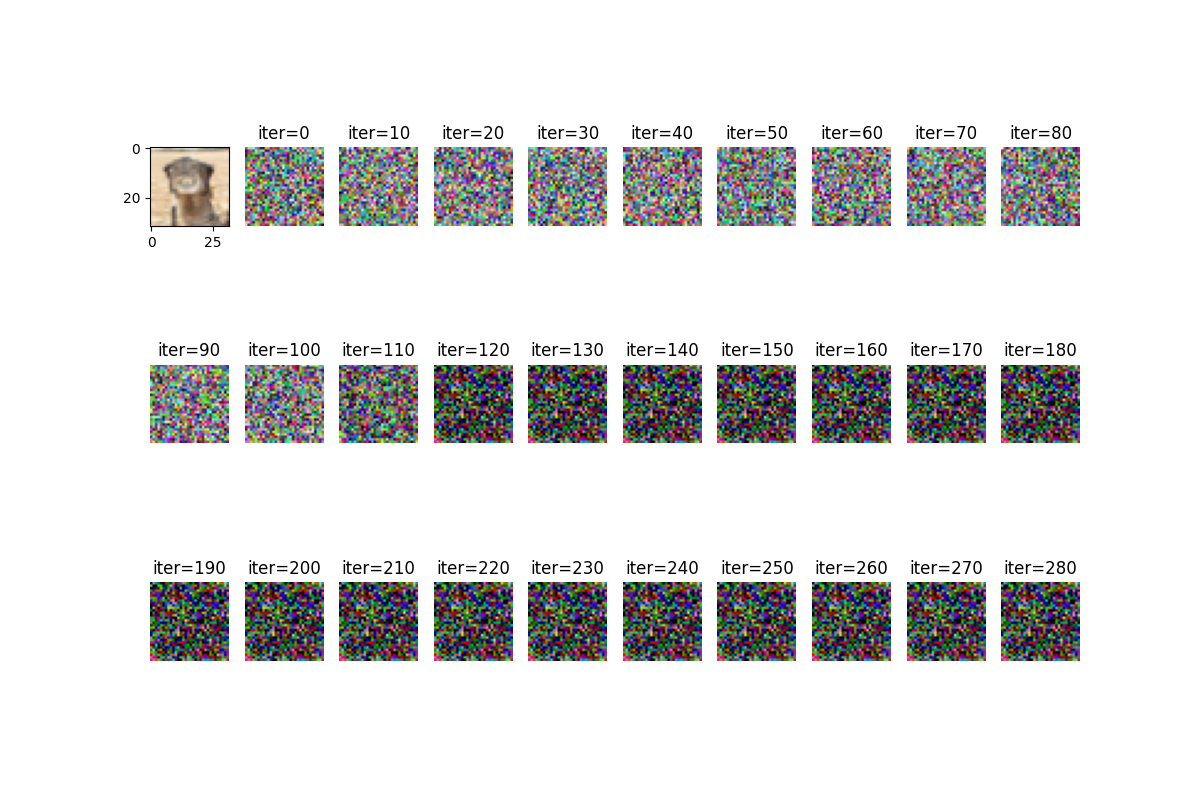 iter=0 iter=10 iter=20 iter=30 iter=40 iter=50 iter=60 iter=70 iter=80
0
20
0 25
iter=90 iter=100 iter=110 iter=120 iter=130 iter=140 iter=150 iter=160 iter=170 iter=180
iter=190 iter=200 iter=210 iter=220 iter=230 iter=240 iter=250 iter=260 iter=270 iter=280